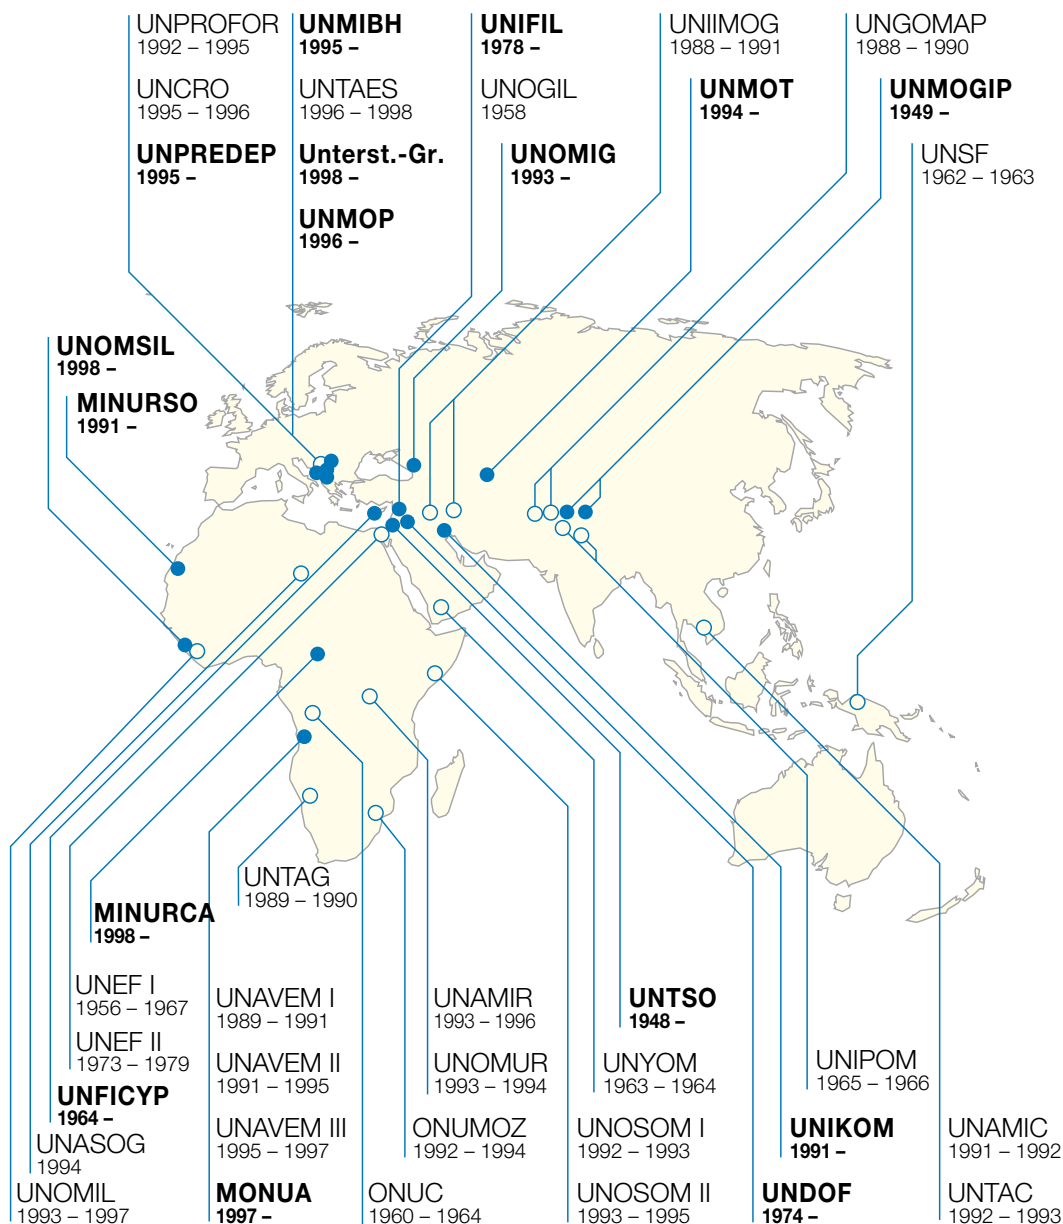 UNPROFOR
1992 – 1995
UNCRO
1995 – 1996
UNPREDEP
1995 –
UNMIBH
1995 –
UNTAES
1996 – 1998
Unterst.-Gr.
1998 –
UNMOP
1996 –
UNIFIL
1978 –
UNOGIL
1958
UNOMIG
1993 –
UNIIMOG
1988 – 1991
UNMOT
1994 –
UNGOMAP
1988 – 1990
UNMOGIP
1949 –
UNSF
1962 – 1963
UNOMSIL
1998 –
MINURSO
1991 –
UNTAG
1989 – 1990
MINURCA
1998 –
UNEF I
1956 – 1967
UNEF II
1973 – 1979
UNFICYP
1964 –
UNASOG
1994
UNOMIL
1993 – 1997
UNAVEM I
1989 – 1991
UNAVEM II
1991 – 1995
UNAVEM III
1995 – 1997
MONUA
1997 –
UNAMIR
1993 – 1996
UNOMUR
1993 – 1994
ONUMOZ
1992 – 1994
ONUC
1960 – 1964
UNTSO
1948 –
UNYOM
1963 – 1964
UNOSOM I
1992 – 1993
UNOSOM II
1993 – 1995
UNIPOM
1965 – 1966
UNIKOM
1991 –
UNDOF
1974 –
UNAMIC
1991 – 1992
UNTAC
1992 – 1993